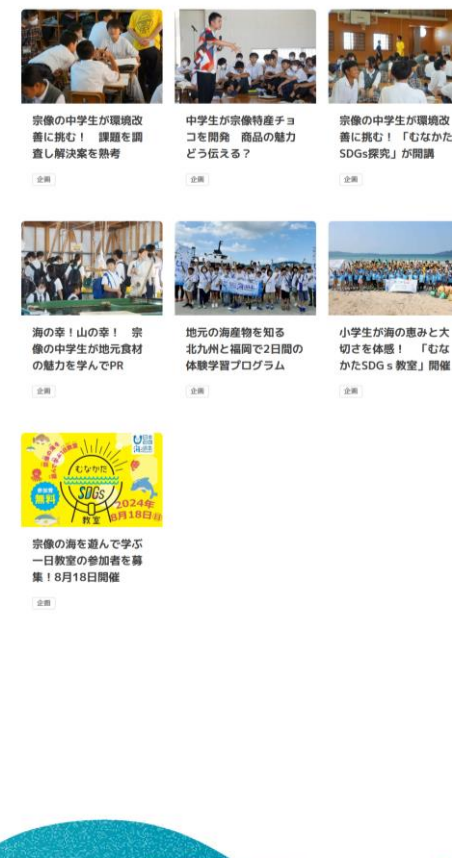 宗像の中学生が環境改
善に挑む！ 課題を調
査し解決案を熟考
企画
中学生が宗像特産チョ
コを開発 商品の魅力
どう伝える？
企画
宗像の中学生が環境改
善に挑む！「むなかた
SDGs探究」が開講
企画
海の幸！山の幸！ 宗
像の中学生が地元食材
の魅力を学んでPR
企画
地元の海産物を知る
北九州と福岡で2日間の
体験学習プログラム
企画
小学生が海の恵みと大
切さを体感！ 「むな
かたSDGｓ教室」開催
企画
むなかた
SDGs
教室
参加費
無料
2024年
8月18日
宗像の海を遊んで学ぶ
一日教室の参加者を募
集！8月18日開催
企画